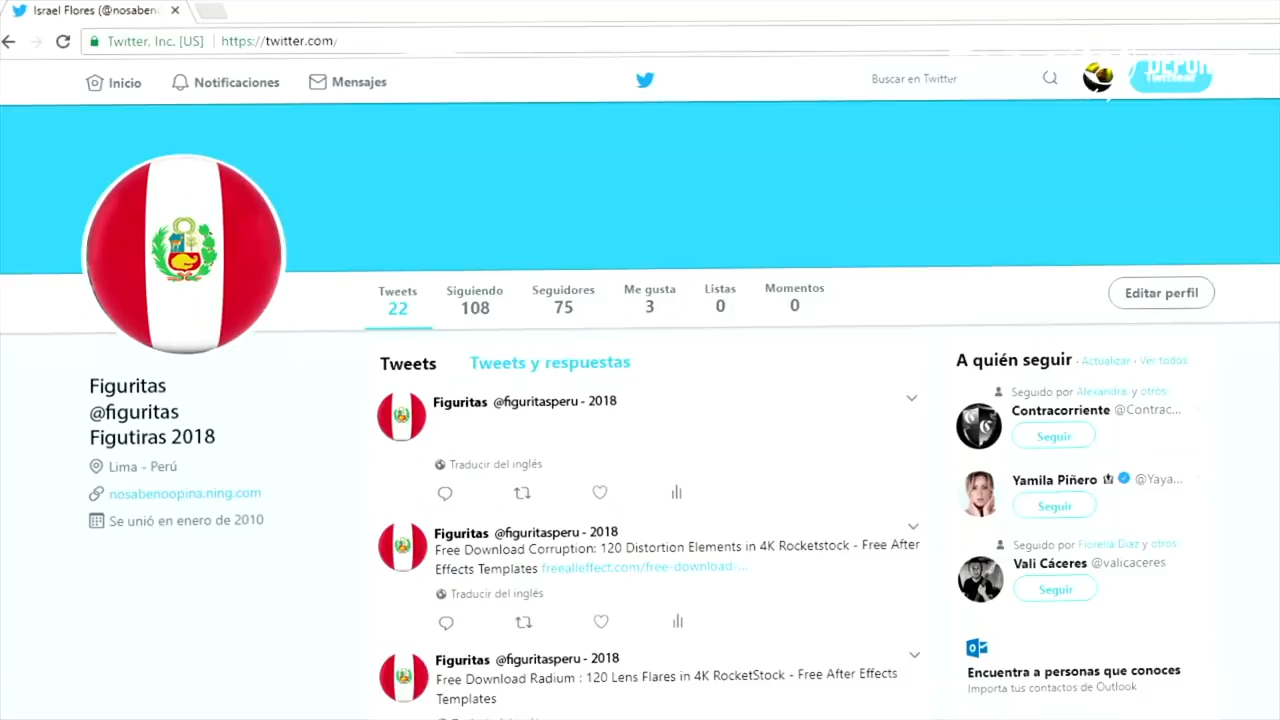 Israel Flores (@nosaben
Twitter, Inc. [US] https://twitter.com/
Inicio Notificaciones Mensajes
Buscar en Twitter
Twittear
Tweets Siguiendo Seguidores Me gusta Listas Momentos
22 108 75 3 0 0
Editar perfil
Figuritas
@figuritas
Figutiras 2018
Lima - Perú
nosabenoopina.ning.com
Se unió en enero de 2010
Tweets Tweets y respuestas
Figuritas @figuritasperu - 2018
Traducir del inglés
Figuritas @figuritasperu - 2018
Free Download Corruption: 120 Distortion Elements in 4K Rocketstock - Free After
Effects Templates freealleffect.com/free-download-...
Traducir del inglés
Figuritas @figuritasperu - 2018
Free Download Radium : 120 Lens Flares in 4K RocketStock - Free After Effects
Templates
A quién seguir · Actualizar · Ver todos
Seguido por Alexandra y otros
Contracorriente @Contrac...
Seguir
Yamila Piñero @Yaya...
Seguir
Seguido por Fiorella Diaz y otros
Vali Cáceres @valicaceres
Seguir
Encuentra a personas que conoces
Importa tus contactos de Outlook